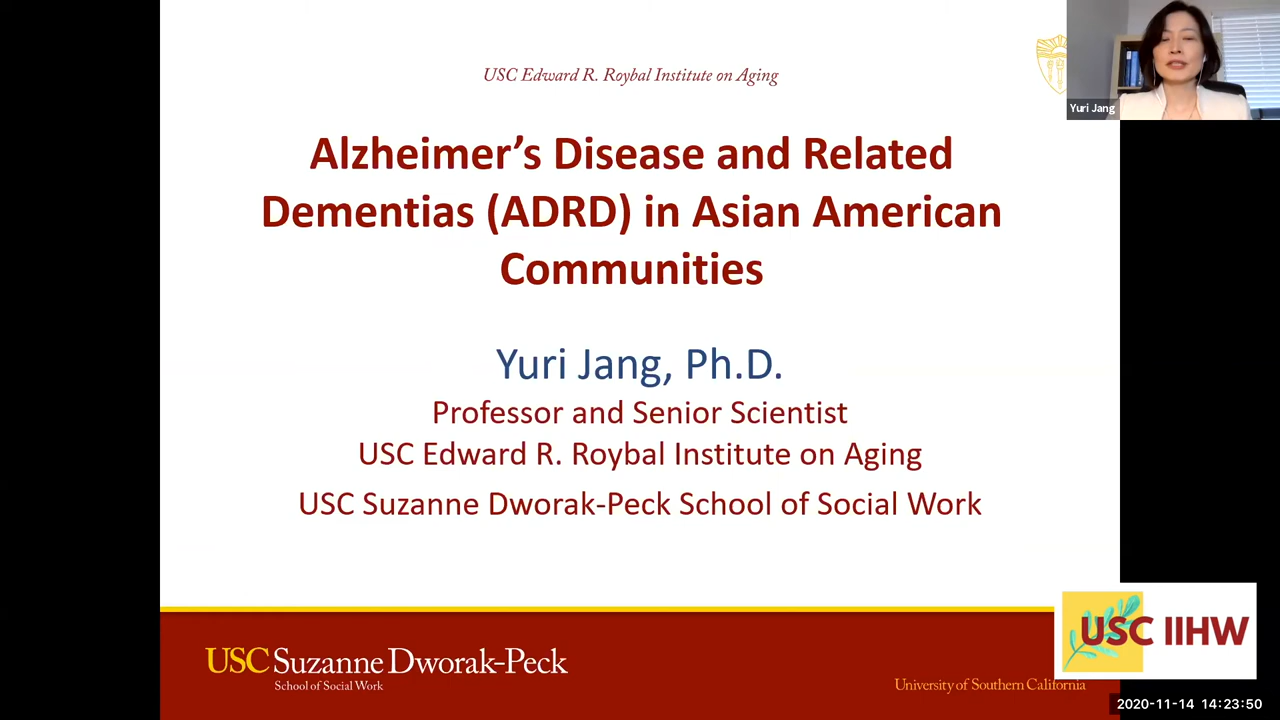 USC Edward R. Roybal Institute on Aging
Yuri Jang
Alzheimer’s Disease and Related
Dementias (ADRD) in Asian American
Communities
Yuri Jang, Ph.D.
Professor and Senior Scientist
USC Edward R. Roybal Institute on Aging
USC Suzanne Dworak-Peck School of Social Work
USC Suzanne Dworak-Peck
School of Social Work
University of Southern California
USC IIHW
2020-11-14 14:23:50